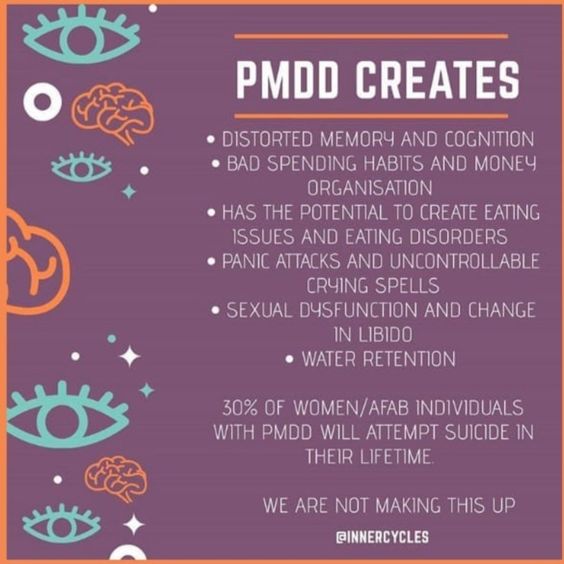 PMDD CREATES
• DISTORTED MEMORY AND COGNITION
• BAD SPENDING HABITS AND MONEY
ORGANISATION
• HAS THE POTENTIAL TO CREATE EATING
ISSUES AND EATING DISORDERS
• PANIC ATTACKS AND UNCONTROLLABLE
CRYING SPELLS
• SEXUAL DYSFUNCTION AND CHANGE
IN LIBIDO
• WATER RETENTION
30% OF WOMEN/AFAB INDIVIDUALS
WITH PMDD WILL ATTEMPT SUICIDE IN
THEIR LIFETIME.
WE ARE NOT MAKING THIS UP
@INNERCYCLES